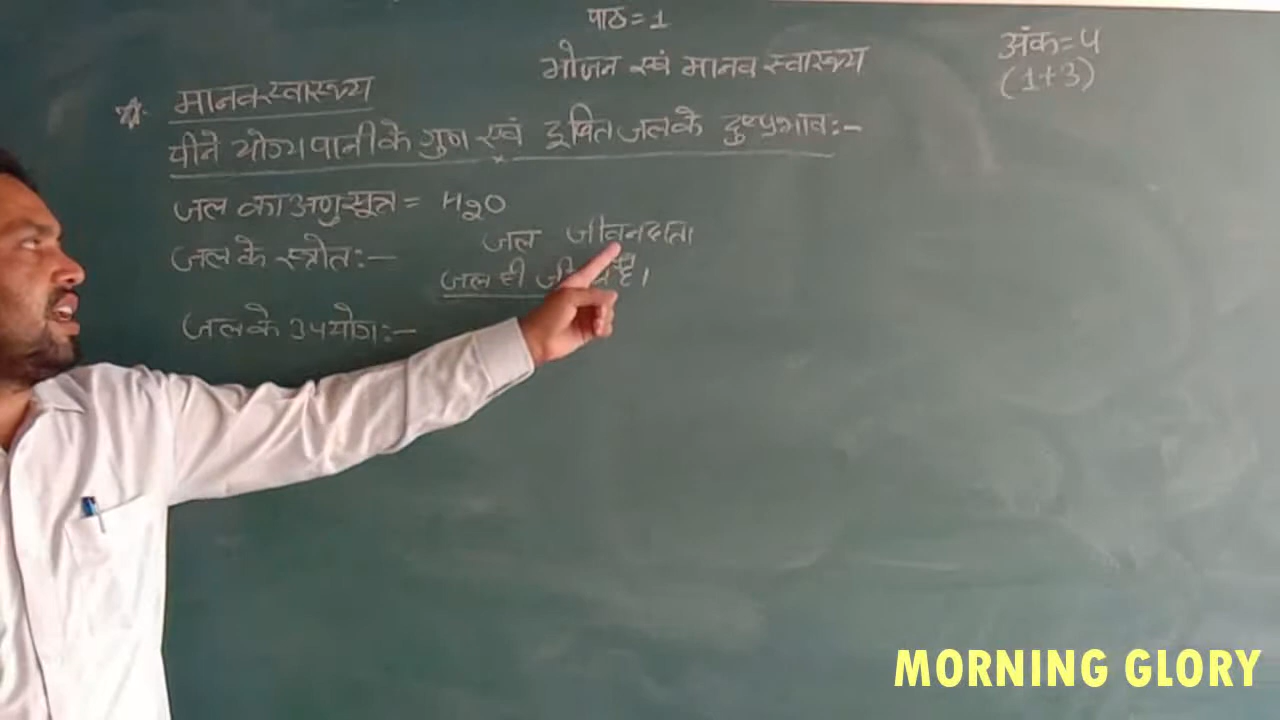 पाठ = 1
भोजन एवं मानव स्वास्थ्य
अंक = 4
(1+3)
मानव स्वास्थ्य
पीने योग्य पानी के गुण एवं दूषित जल के दुष्प्रभाव :-
जल का अणुसूत्र = H2O
जल के स्त्रोत :-
जल जीवनदाता
जल ही है।
जल के उपयोग :-
MORNING GLORY